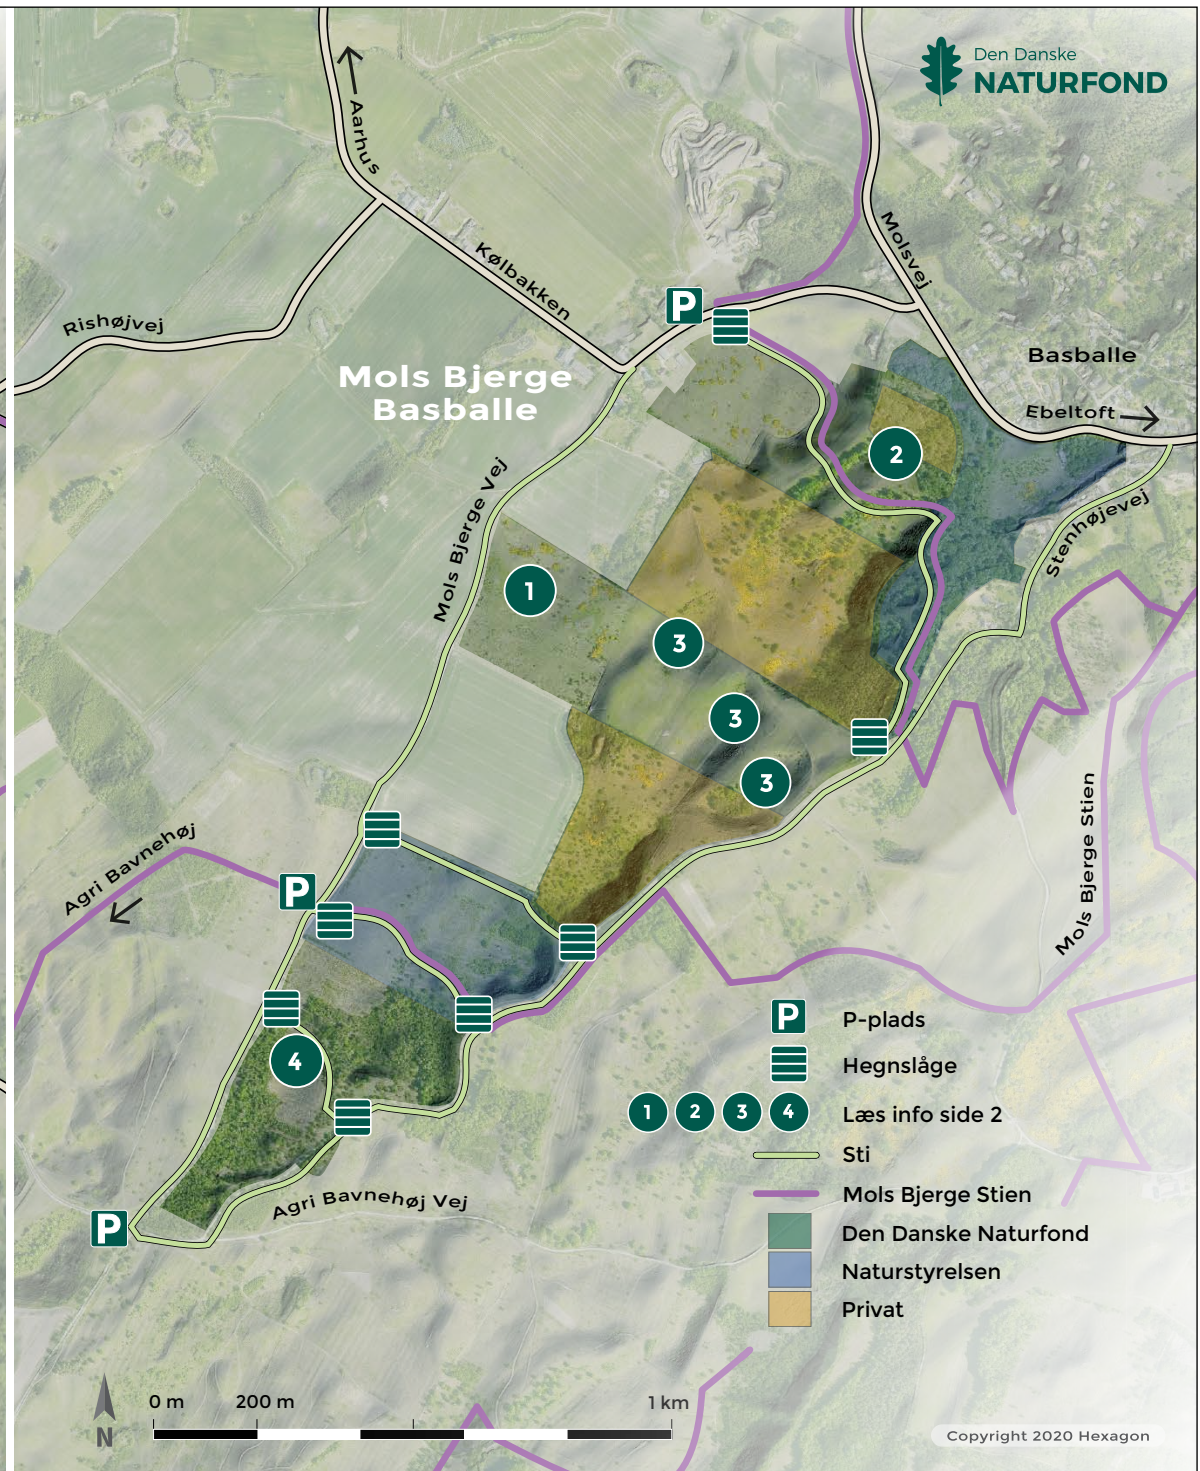 Den Danske
NATURFOND
Aarhus
Kølbakken
Molsvej
Rishøjvej
P
Mols Bjerge
Basballe
Basballe
Ebeltoft
2
Mols Bjerge Vej
Stenhøjevej
1
3
3
3
Mols Bjerge Stien
Agri Bavnehøj
P
4
Agri Bavnehøj Vej
P
P P-plads
Hegnslåge
1 2 3 4 Læs info side 2
Sti
Mols Bjerge Stien
Den Danske Naturfond
Naturstyrelsen
Privat
N
0 m 200 m 1 km
Copyright 2020 Hexagon